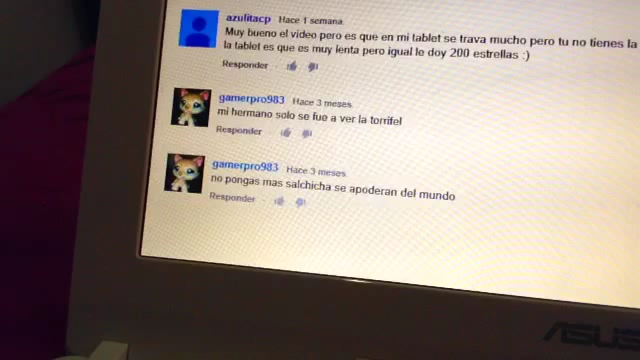 azulitacp Hace 1 semana
Muy bueno el video pero es que en mi tablet se trava mucho pero tu no tienes la
la tablet es que es muy lenta pero igual le doy 200 estrellas :)
Responder
gamerpro983 Hace 3 meses
mi hermano solo se fue a ver la torrifel
Responder
gamerpro983 Hace 3 meses
no pongas mas salchicha se apoderan del mundo
Responder
ASUS